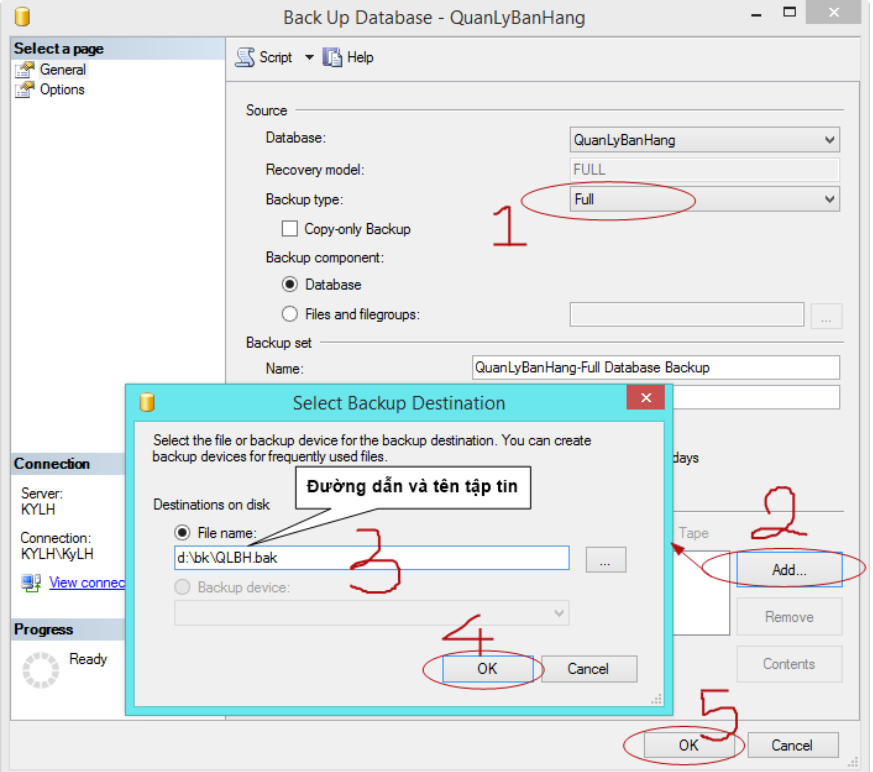 Back Up Database - QuanLyBanHang
Select a page
General
Options
Script
Help
Source
Database:
QuanLyBanHang
Recovery model:
FULL
Backup type:
Full
1
Copy-only Backup
Backup component:
Database
Files and filegroups:
...
Backup set
Name:
QuanLyBanHang-Full Database Backup
days
Tape
2
Add...
Remove
Contents
Select Backup Destination
Select the file or backup device for the backup destination. You can create
backup devices for frequently used files.
Đường dẫn và tên tập tin
Destinations on disk
File name:
3
d:\bk\QLBH.bak
...
Backup device:
4
OK
Cancel
Connection
Server:
KYLH
Connection:
KYLH\KyLH
View connec
Progress
Ready
5
OK
Cancel